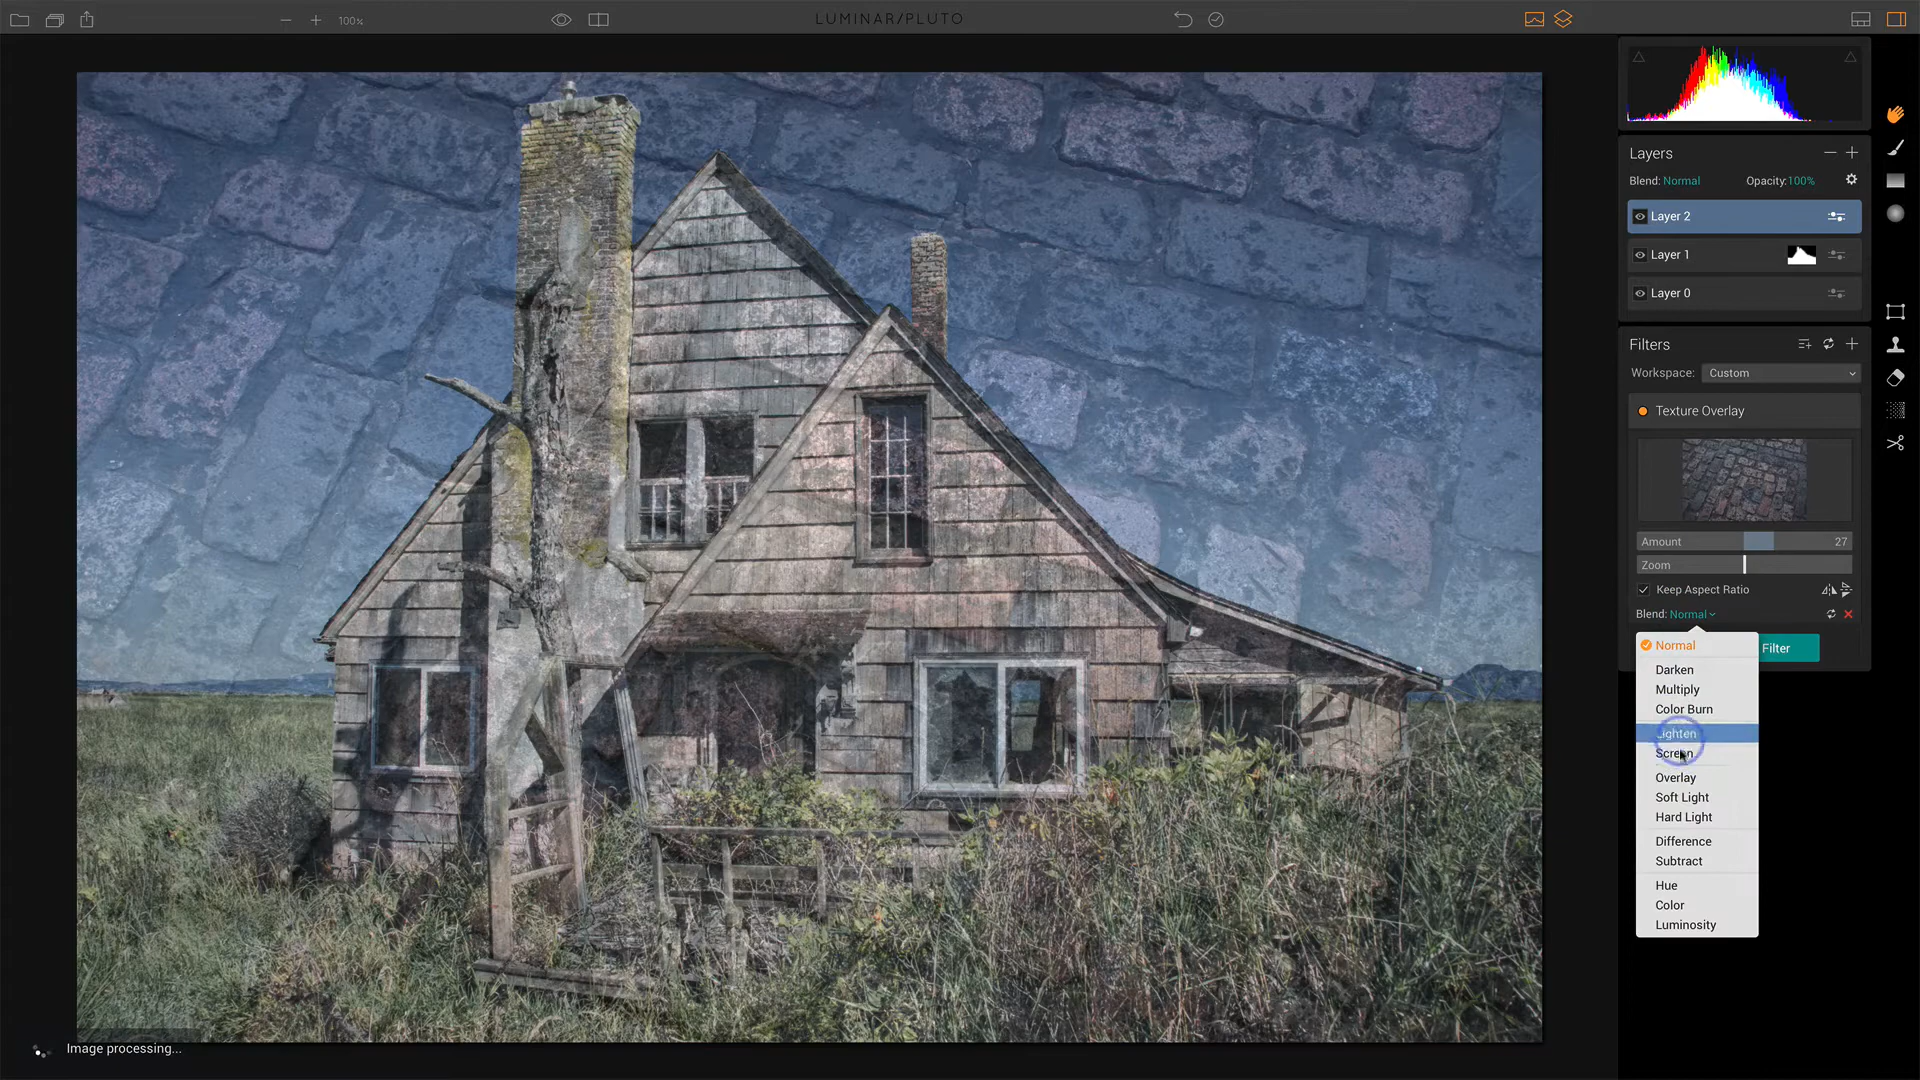 100%
LUMINAR/PLUTO
Layers
Blend: Normal
Opacity:100%
Layer 2
Layer 1
Layer 0
Filters
Workspace: Custom
Texture Overlay
Amount 27
Zoom
Keep Aspect Ratio
Blend: Normal
Normal
Filter
Darken
Multiply
Color Burn
Lighten
Screen
Overlay
Soft Light
Hard Light
Difference
Subtract
Hue
Color
Luminosity
Image processing...